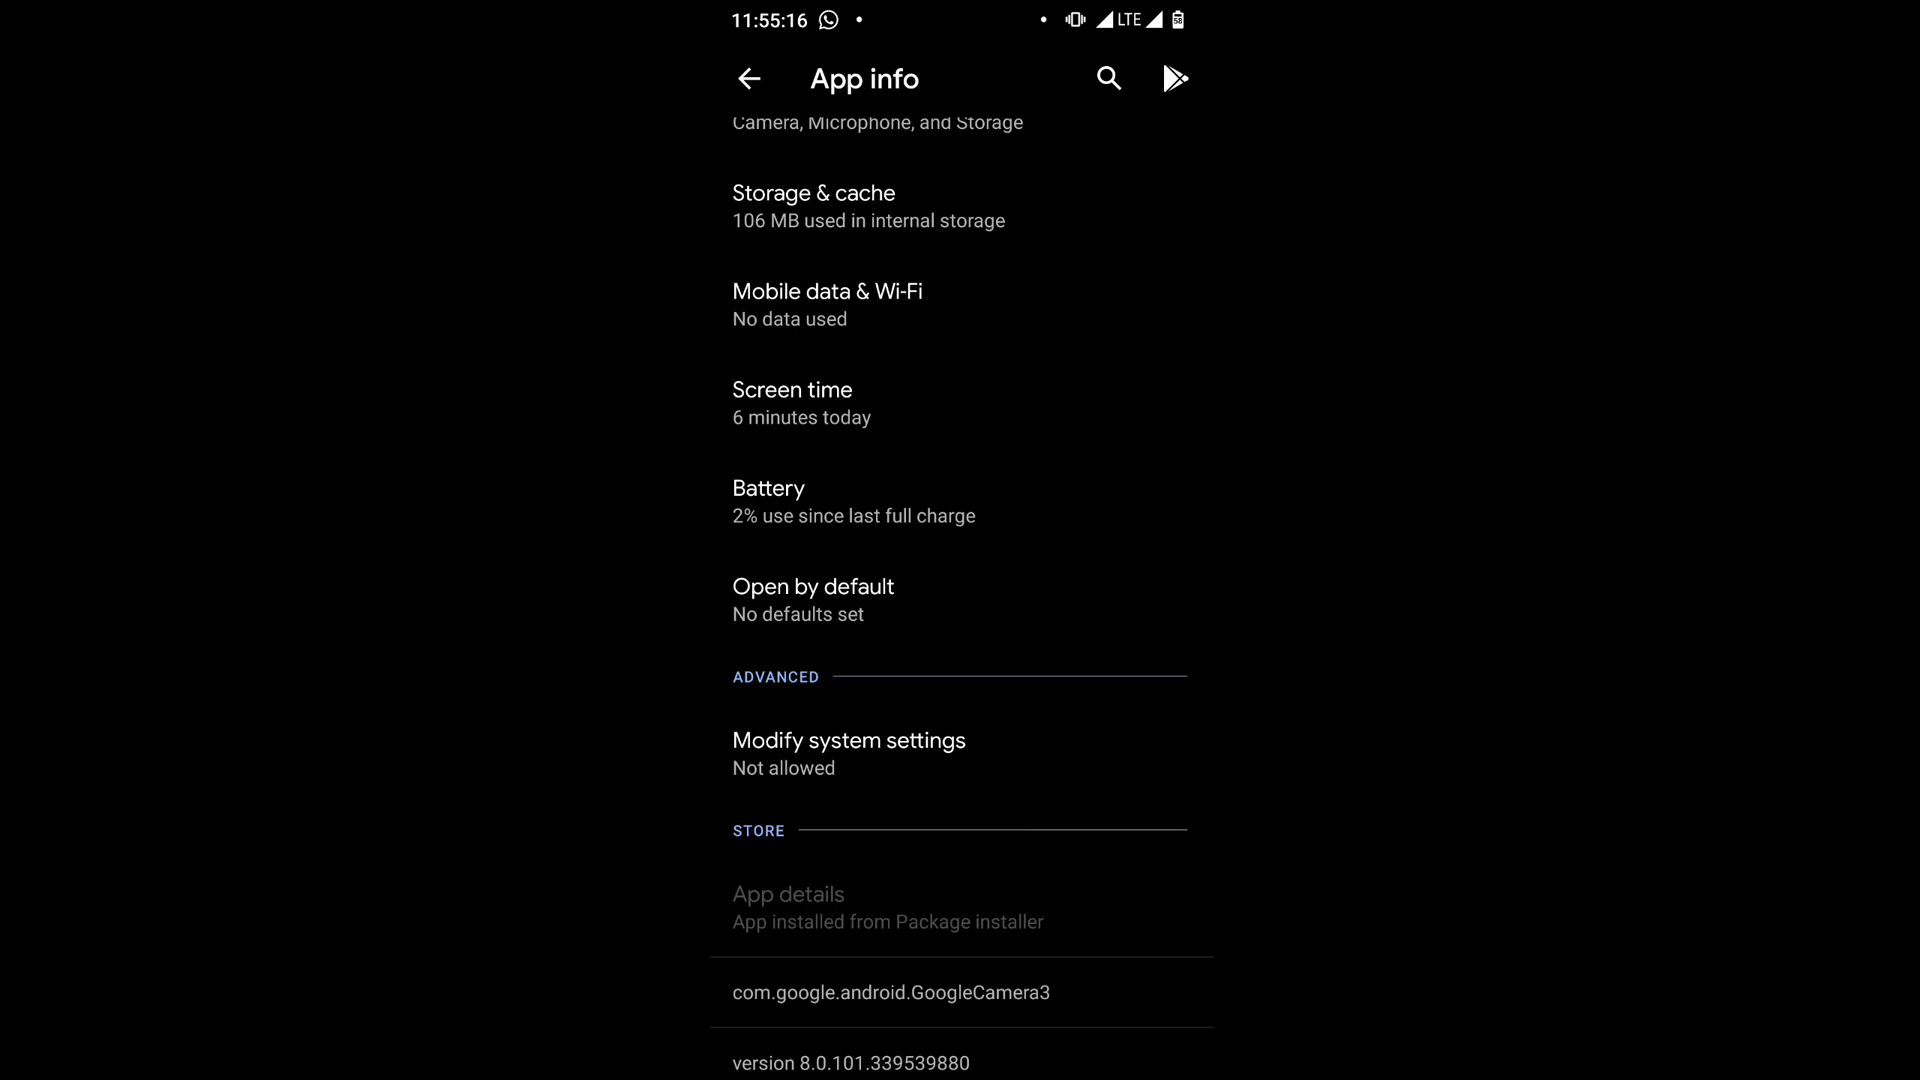 11:55:16 LTE 58
App info
Camera, Microphone, and Storage
Storage & cache
106 MB used in internal storage
Mobile data & Wi-Fi
No data used
Screen time
6 minutes today
Battery
2% use since last full charge
Open by default
No defaults set
ADVANCED
Modify system settings
Not allowed
STORE
App details
App installed from Package installer
com.google.android.GoogleCamera3
version 8.0.101.339539880